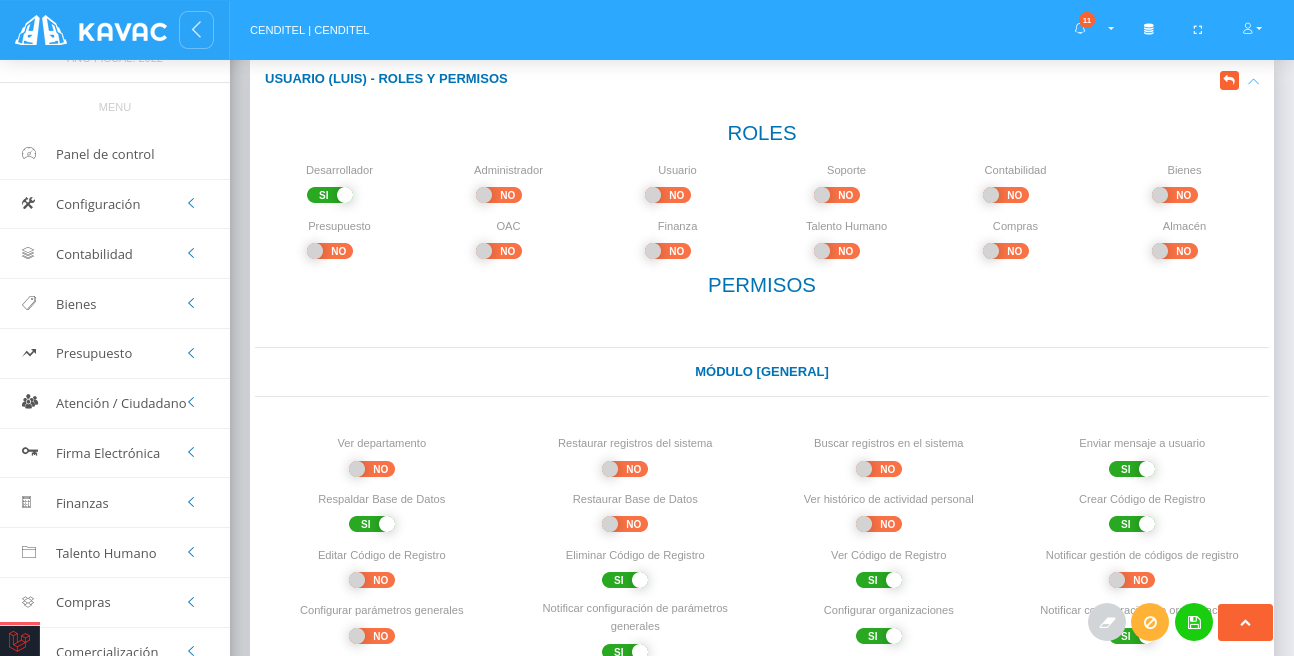 KAVAC
CENDITEL | CENDITEL
11
AÑO FISCAL: 2022
MENU
Panel de control
Configuración
Contabilidad
Bienes
Presupuesto
Atención / Ciudadano
Firma Electrónica
Finanzas
Talento Humano
Compras
Comercialización
USUARIO (LUIS) - ROLES Y PERMISOS
ROLES
Desarrollador Administrador Usuario Soporte Contabilidad Bienes
SI NO NO NO NO NO
Presupuesto OAC Finanza Talento Humano Compras Almacén
NO NO NO NO NO NO
PERMISOS
MÓDULO [GENERAL]
Ver departamento Restaurar registros del sistema Buscar registros en el sistema Enviar mensaje a usuario
NO NO NO SI
Respaldar Base de Datos Restaurar Base de Datos Ver histórico de actividad personal Crear Código de Registro
SI NO NO SI
Editar Código de Registro Eliminar Código de Registro Ver Código de Registro Notificar gestión de códigos de registro
NO SI SI NO
Configurar parámetros generales Notificar configuración de parámetros generales Configurar organizaciones Notificar
NO SI SI SI